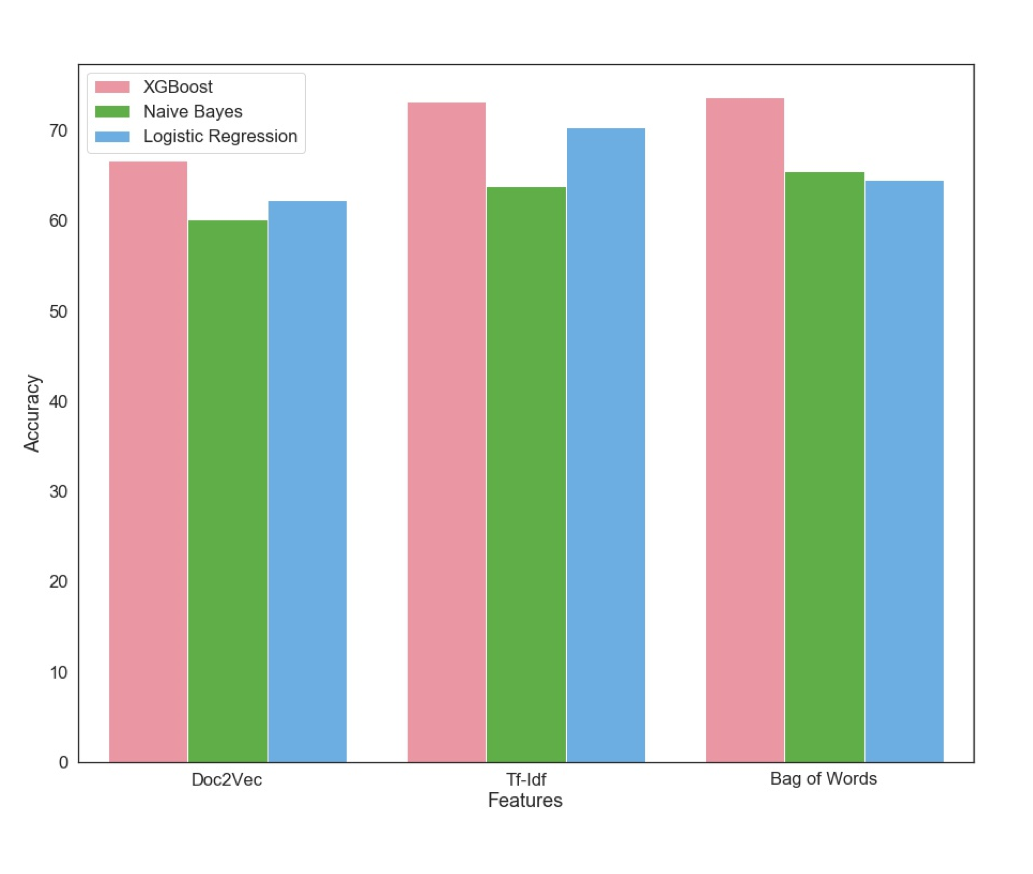 XGBoost
Naive Bayes
Logistic Regression
70
60
50
40
30
20
10
0
Accuracy
Doc2Vec
Tf-Idf
Bag of Words
Features